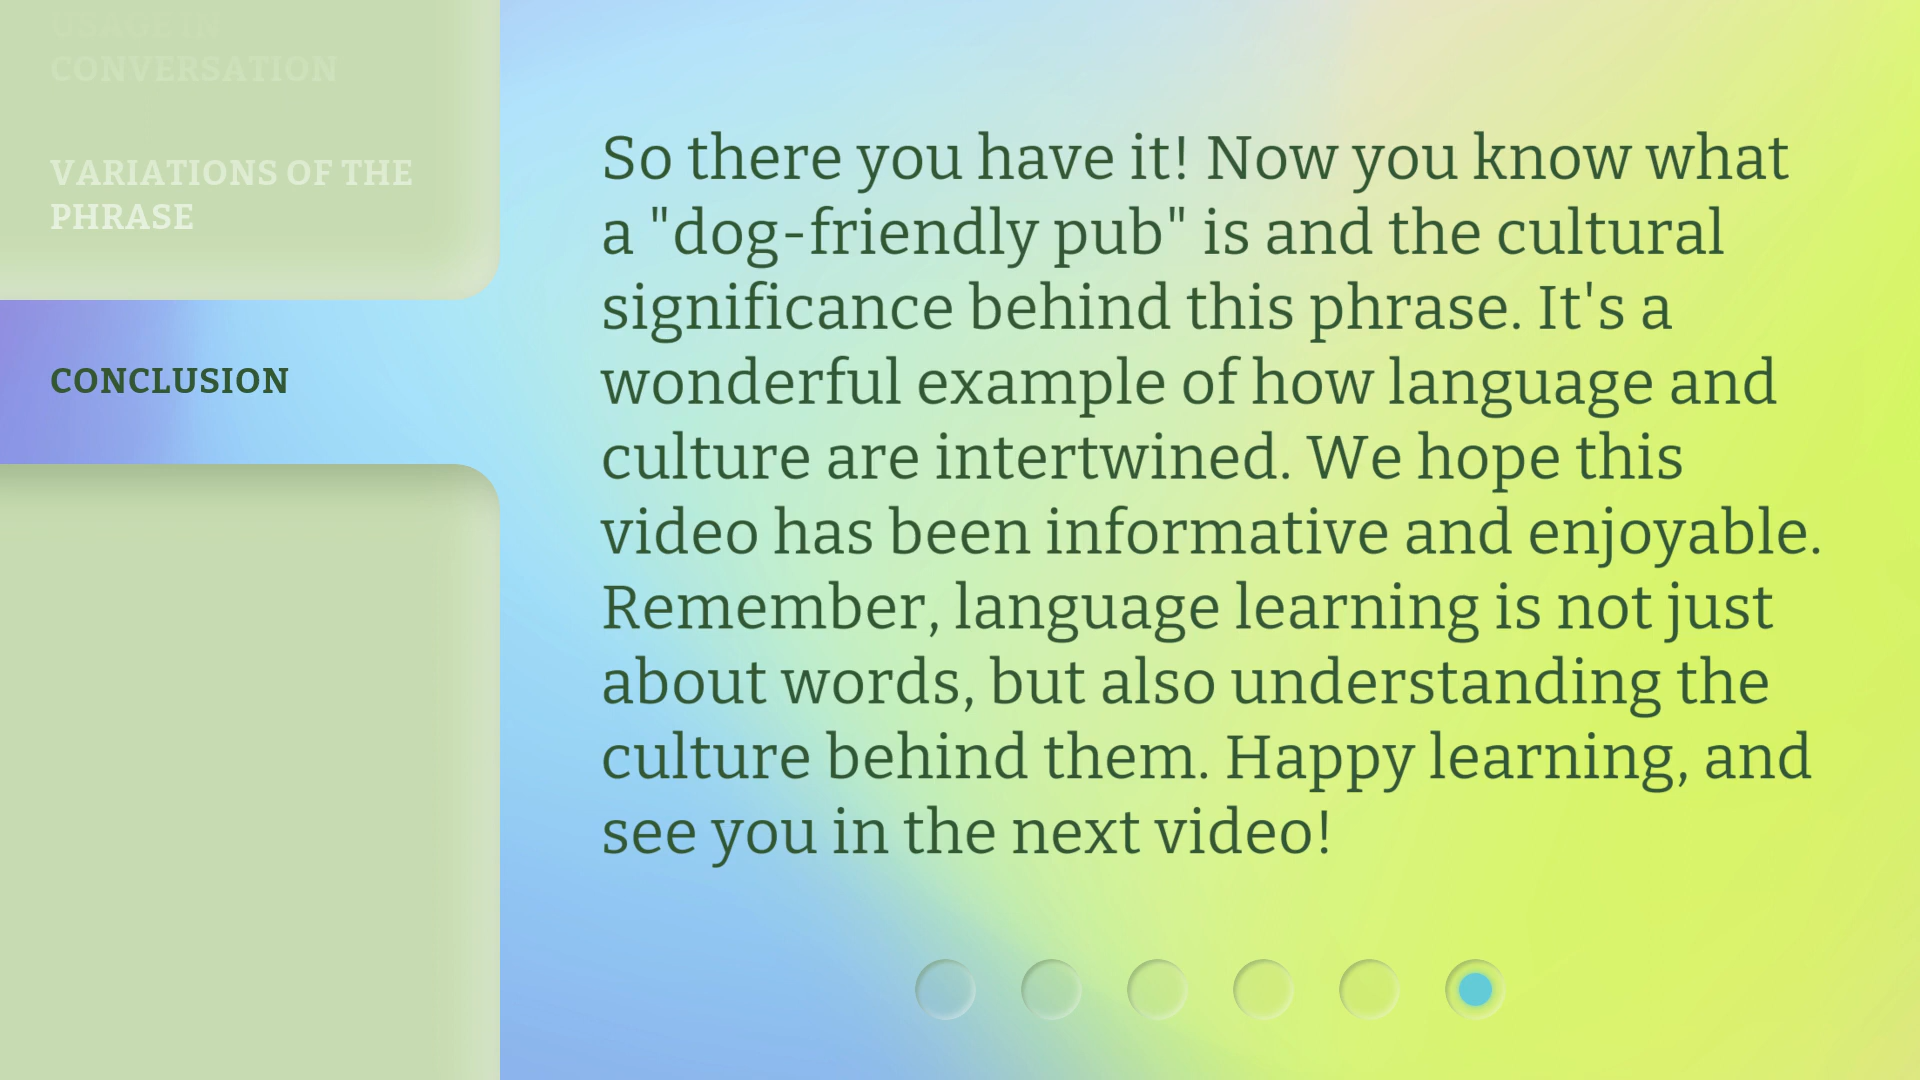 USAGE IN
CONVERSATION
VARIATIONS OF THE
PHRASE
CONCLUSION
So there you have it! Now you know what
a "dog-friendly pub" is and the cultural
significance behind this phrase. It's a
wonderful example of how language and
culture are intertwined. We hope this
video has been informative and enjoyable.
Remember, language learning is not just
about words, but also understanding the
culture behind them. Happy learning, and
see you in the next video!